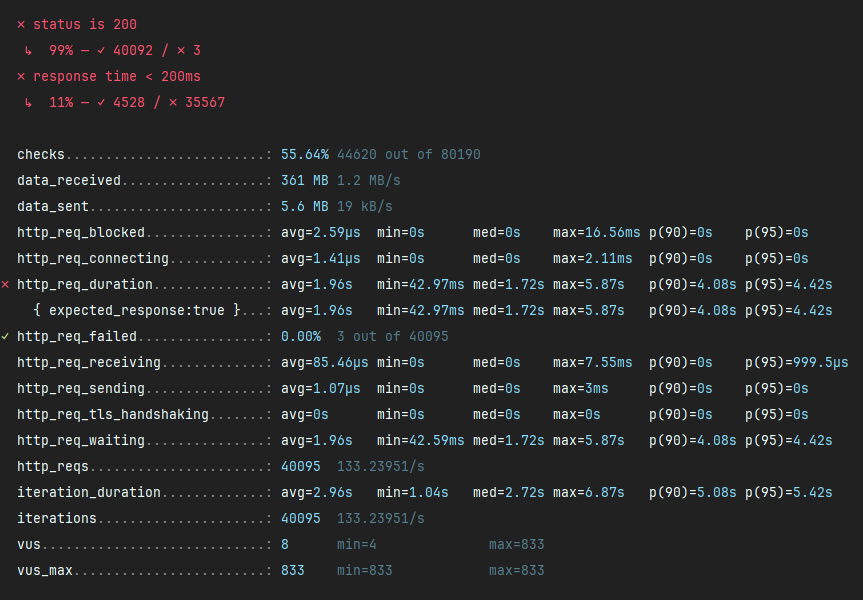 ✗ status is 200
↳  99% — ✓ 40092 / ✗ 3
✗ response time < 200ms
↳  11% — ✓ 4528 / ✗ 35567
checks.........................: 55.64% 44620 out of 80190
data_received..................: 361 MB 1.2 MB/s
data_sent......................: 5.6 MB 19 kB/s
http_req_blocked...............: avg=2.59µs  min=0s      med=0s    max=16.56ms p(90)=0s    p(95)=0s
http_req_connecting............: avg=1.41µs  min=0s      med=0s    max=2.11ms  p(90)=0s    p(95)=0s
✗ http_req_duration..............: avg=1.96s   min=42.97ms med=1.72s max=5.87s   p(90)=4.08s p(95)=4.42s
{ expected_response:true }...: avg=1.96s   min=42.97ms med=1.72s max=5.87s   p(90)=4.08s p(95)=4.42s
✓ http_req_failed................: 0.00%  3 out of 40095
http_req_receiving.............: avg=85.46µs min=0s      med=0s    max=7.55ms  p(90)=0s    p(95)=999.5µs
http_req_sending...............: avg=1.07µs  min=0s      med=0s    max=3ms     p(90)=0s    p(95)=0s
http_req_tls_handshaking.......: avg=0s      min=0s      med=0s    max=0s      p(90)=0s    p(95)=0s
http_req_waiting...............: avg=1.96s   min=42.59ms med=1.72s max=5.87s   p(90)=4.08s p(95)=4.42s
http_reqs......................: 40095  133.23951/s
iteration_duration.............: avg=2.96s   min=1.04s   med=2.72s max=6.87s   p(90)=5.08s p(95)=5.42s
iterations.....................: 40095  133.23951/s
vus............................: 8      min=4              max=833
vus_max........................: 833    min=833            max=833